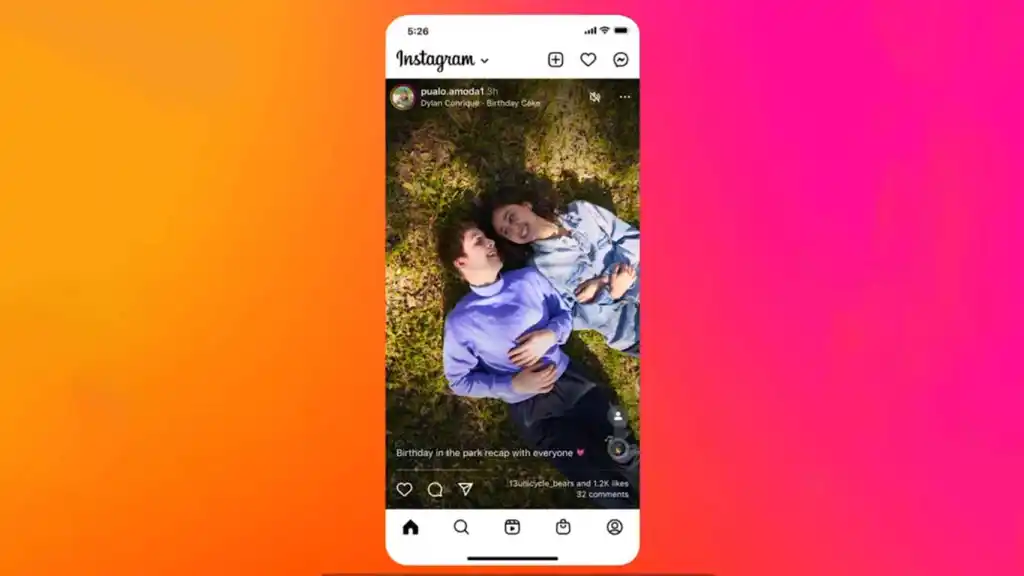 5:26
Instagram
pualo.amoda1 3h
Dylan Conrique · Birthday Cake
Birthday in the park recap with everyone
and 1.2K likes
32 comments